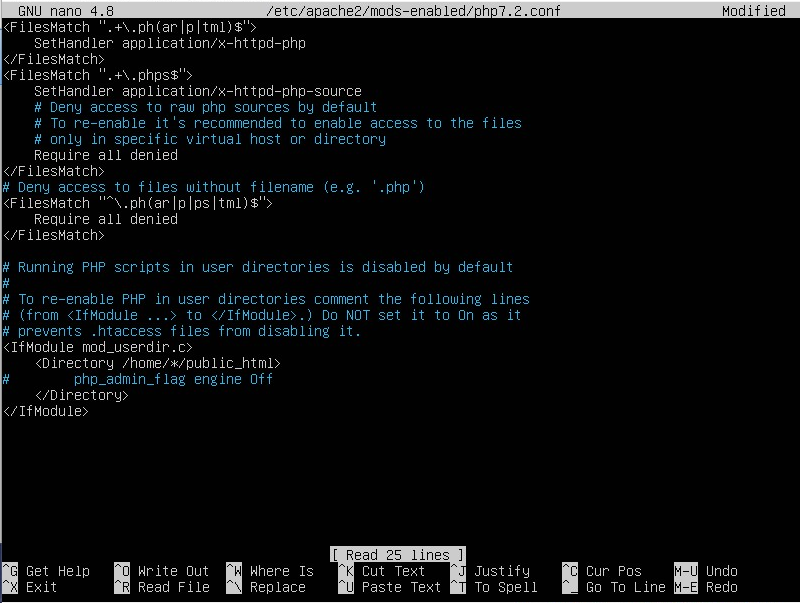 GNU nano 4.8 /etc/apache2/mods-enabled/php7.2.conf Modified
<FilesMatch ".+\.ph(ar|p|tml)$">
    SetHandler application/x-httpd-php
</FilesMatch>
<FilesMatch ".+\.phps$">
    SetHandler application/x-httpd-php-source
    # Deny access to raw php sources by default
    # To re-enable it's recommended to enable access to the files
    # only in specific virtual host or directory
    Require all denied
</FilesMatch>
# Deny access to files without filename (e.g. '.php')
<FilesMatch "^\.ph(ar|p|ps|tml)$">
    Require all denied
</FilesMatch>

# Running PHP scripts in user directories is disabled by default
#
# To re-enable PHP in user directories comment the following lines
# (from <IfModule ...> to </IfModule>.) Do NOT set it to On as it
# prevents .htaccess files from disabling it.
<IfModule mod_userdir.c>
    <Directory /home/*/public_html>
#        php_admin_flag engine Off
    </Directory>
</IfModule>
[ Read 25 lines ]
^G Get Help ^O Write Out ^W Where Is ^K Cut Text ^J Justify ^C Cur Pos M-U Undo
^X Exit ^R Read File ^\ Replace ^U Paste Text ^T To Spell ^_ Go To Line M-E Redo